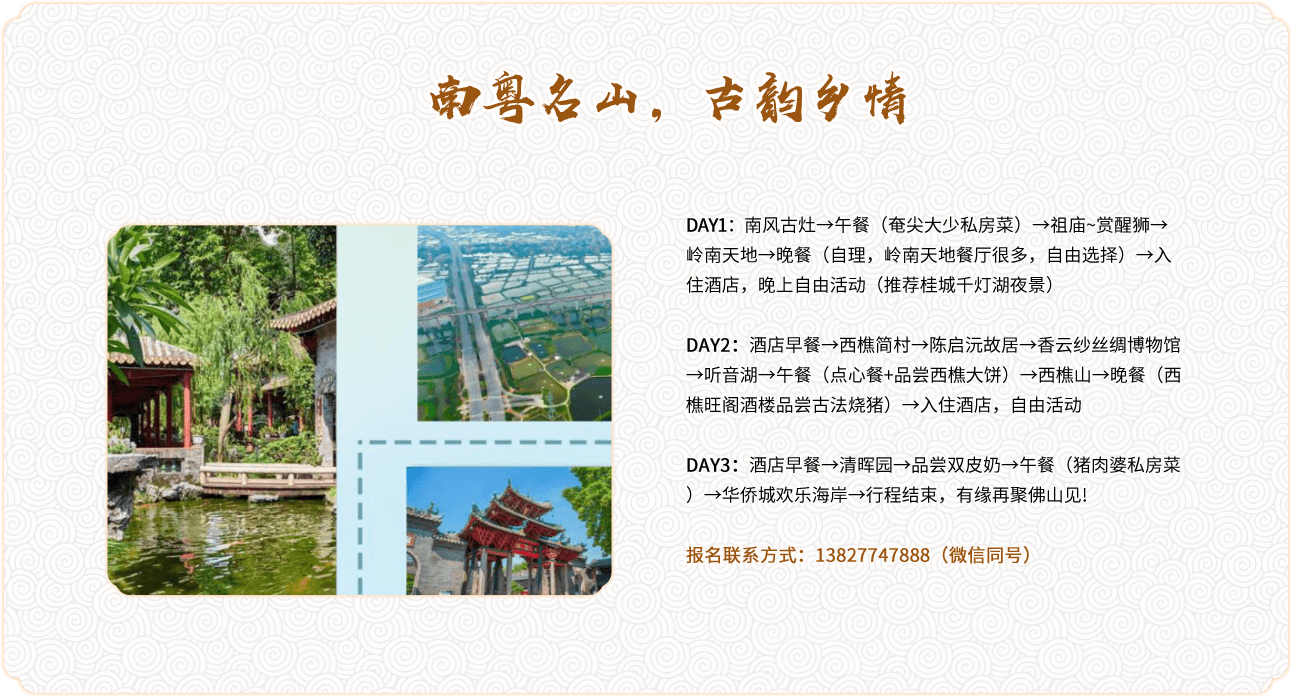 南粤名山，古韵乡情
DAY1：南风古灶→午餐（奄尖大少私房菜）→祖庙~赏醒狮→
岭南天地→晚餐（自理，岭南天地餐厅很多，自由选择）→入
住酒店，晚上自由活动（推荐桂城千灯湖夜景）
DAY2：酒店早餐→西樵简村→陈启沅故居→香云纱丝绸博物馆
→听音湖→午餐（点心餐+品尝西樵大饼）→西樵山→晚餐（西
樵旺阁酒楼品尝古法烧猪）→入住酒店，自由活动
DAY3：酒店早餐→清晖园→品尝双皮奶→午餐（猪肉婆私房菜
）→华侨城欢乐海岸→行程结束，有缘再聚佛山见!
报名联系方式：13827747888（微信同号）